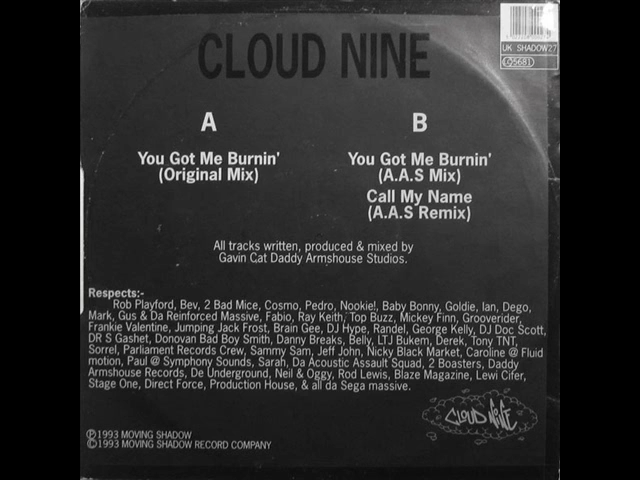 CLOUD NINE
UK SHADOW27
A
B
You Got Me Burnin'
(Original Mix)
You Got Me Burnin'
(A.A.S Mix)
Call My Name
(A.A.S Remix)
All tracks written, produced & mixed by
Gavin Cat Daddy Armshouse Studios.
Respects:-
Rob Playford, Bev, 2 Bad Mice, Cosmo, Pedro, Nookie!, Baby Bonny, Goldie, Ian, Dego,
Mark, Gus & Da Reinforced Massive, Fabio, Ray Keith, Top Buzz, Mickey Finn, Grooverider,
Frankie Valentine, Jumping Jack Frost, Brain Gee, DJ Hype, Randel, George Kelly, DJ Doc Scott,
DR S Gashet, Donovan Bad Boy Smith, Danny Breaks, Belly, LTJ Bukem, Derek, Tony TNT,
Sorrel, Parliament Records Crew, Sammy Sam, Jeff John, Nicky Black Market, Caroline @ Fluid
motion, Paul @ Symphony Sounds, Sarah, Da Acoustic Assault Squad, 2 Boasters, Daddy
Armshouse Records, De Underground, Neil & Oggy, Rod Lewis, Blaze Magazine, Lewi Cifer,
Stage One, Direct Force, Production House, & all da Sega massive.
CLOUD NINE
℗1993 MOVING SHADOW
©1993 MOVING SHADOW RECORD COMPANY